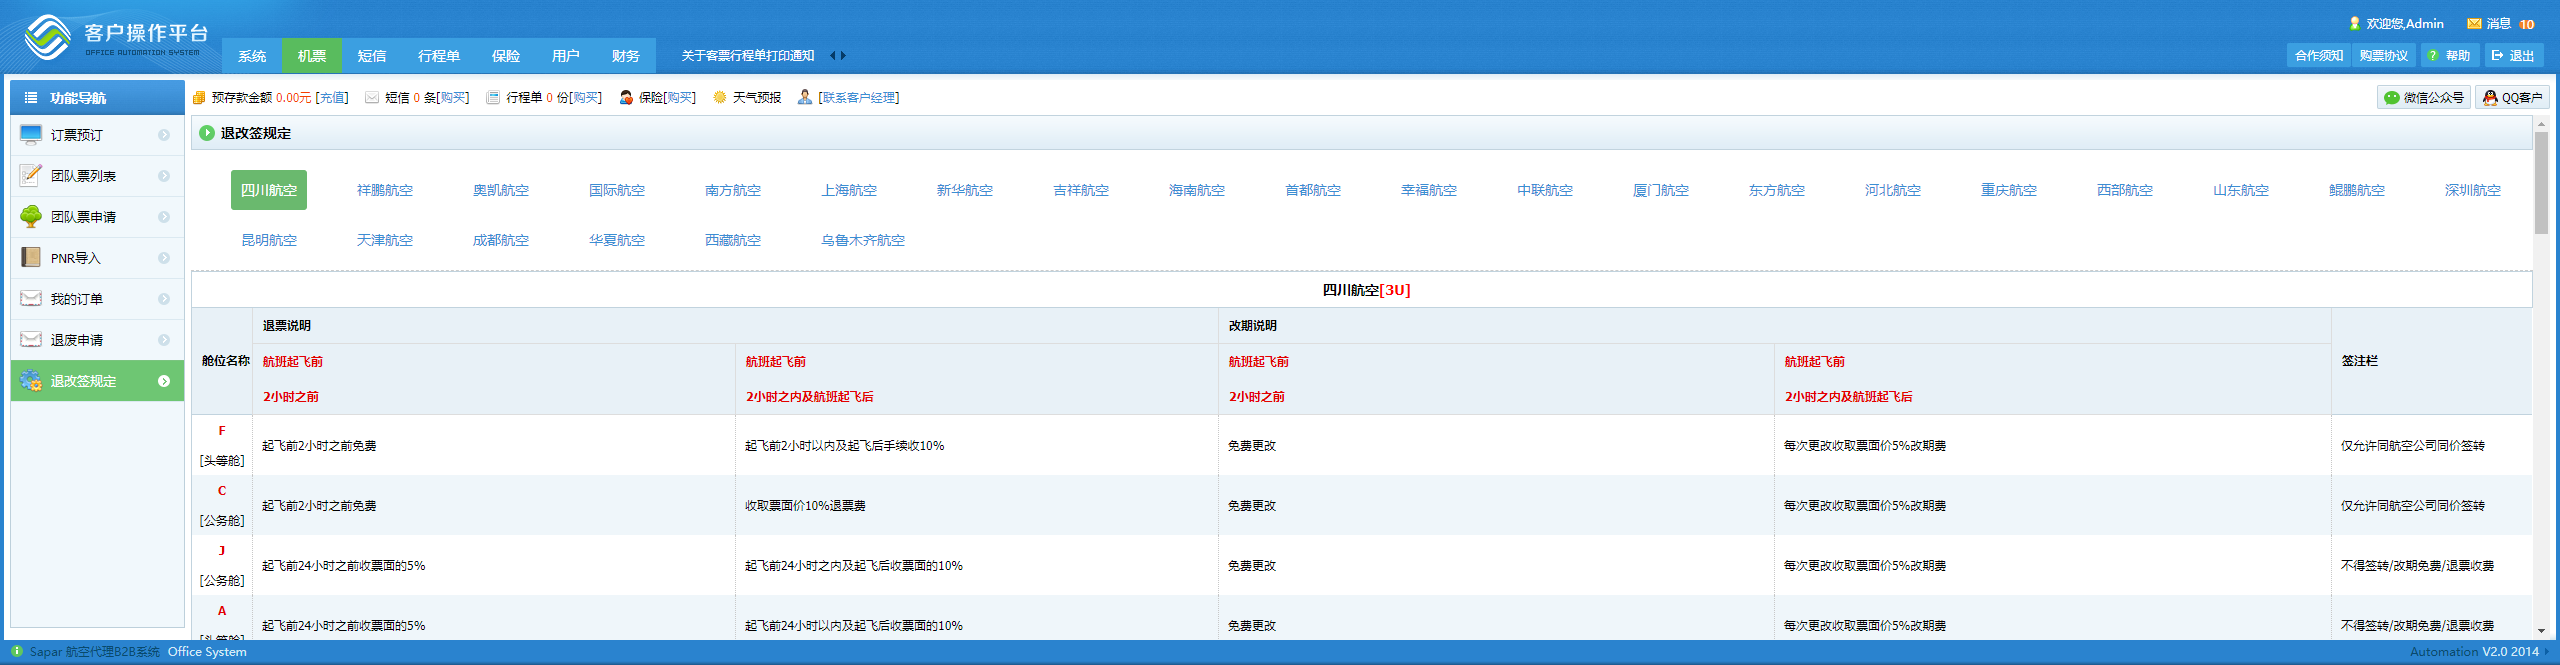 客户操作平台
OFFICE AUTOMATION SYSTEM
系统 机票 短信 行程单 保险 用户 财务 关于客票行程单打印通知
欢迎您,Admin 消息 10
合作须知 购票协议 帮助 退出
功能导航
订票预订
团队票列表
团队票申请
PNR导入
我的订单
退废申请
退改签规定
预存款金额 0.00元 [充值] 短信 0 条[购买] 行程单 0 份[购买] 保险[购买] 天气预报 [联系客户经理] 微信公众号 QQ客户
退改签规定
四川航空 祥鹏航空 奥凯航空 国际航空 南方航空 上海航空 新华航空 吉祥航空 海南航空 首都航空 幸福航空 中联航空 厦门航空 东方航空 河北航空 重庆航空 西部航空 山东航空 鲲鹏航空 深圳航空
昆明航空 天津航空 成都航空 华夏航空 西藏航空 乌鲁木齐航空
四川航空[3U]
舱位名称 退票说明 改期说明 签注栏
航班起飞前 航班起飞前 航班起飞前 航班起飞前
2小时之前 2小时之内及航班起飞后 2小时之前 2小时之内及航班起飞后
F
[头等舱] 起飞前2小时之前免费 起飞前2小时以内及起飞后手续收10% 免费更改 每次更改收取票面价5%改期费 仅允许同航空公司同价签转
C
[公务舱] 起飞前2小时之前免费 收取票面价10%退票费 免费更改 每次更改收取票面价5%改期费 仅允许同航空公司同价签转
J
[公务舱] 起飞前24小时之前收票面的5% 起飞前24小时之内及起飞后收票面的10% 免费更改 每次更改收取票面价5%改期费 不得签转/改期免费/退票收费
A
[头等舱] 起飞前24小时之前收票面的5% 起飞前24小时以内及起飞后收票面的10% 免费更改 每次更改收取票面价5%改期费 不得签转/改期免费/退票收费
Sapar 航空代理B2B系统 Office System
Automation V2.0 2014